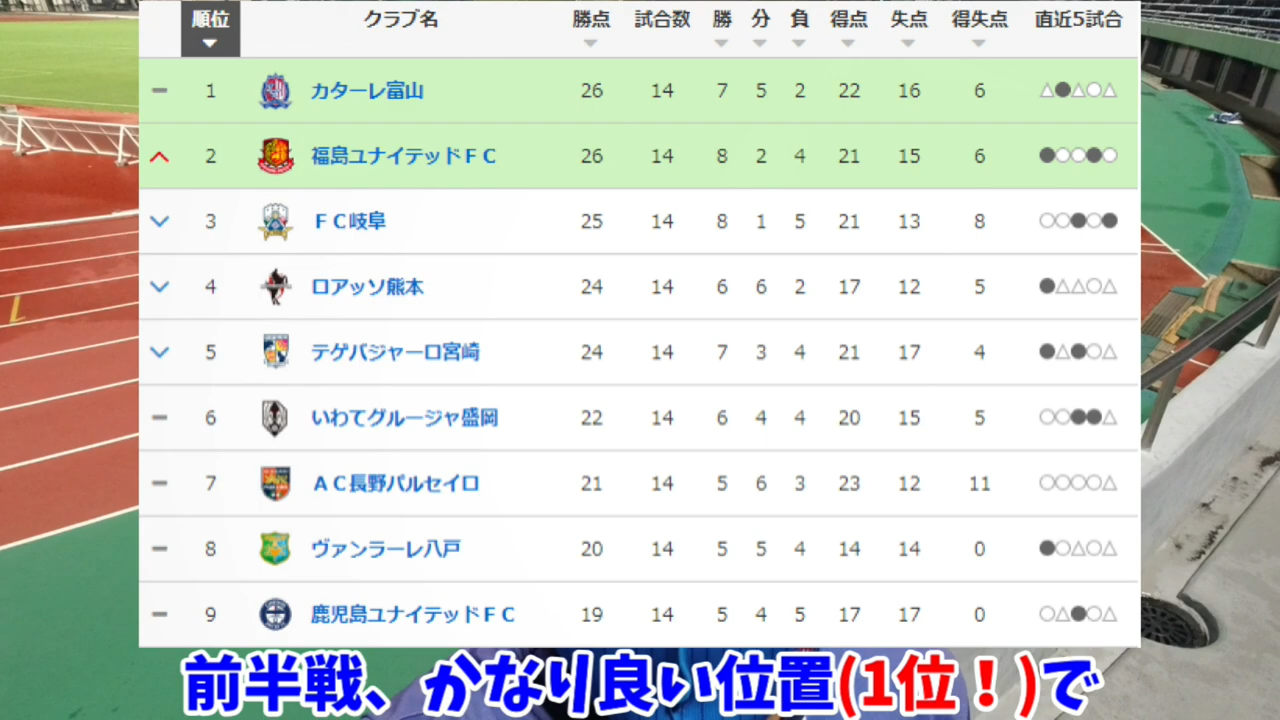 順位 クラブ名 勝点 試合数 勝 分 負 得点 失点 得失点 直近5試合
1 カターレ富山 26 14 7 5 2 22 16 6 △●△○△
2 福島ユナイテッドＦＣ 26 14 8 2 4 21 15 6 ●○○●○
3 ＦＣ岐阜 25 14 8 1 5 21 13 8 ○○●○●
4 ロアッソ熊本 24 14 6 6 2 17 12 5 ●△△○△
5 テゲバジャーロ宮崎 24 14 7 3 4 21 17 4 ●△●○△
6 いわてグルージャ盛岡 22 14 6 4 4 20 15 5 ○○●●△
7 ＡＣ長野パルセイロ 21 14 5 6 3 23 12 11 ○○○○△
8 ヴァンラーレ八戸 20 14 5 5 4 14 14 0 ●○△○△
9 鹿児島ユナイテッドＦＣ 19 14 5 4 5 17 17 0 ○△●○△
前半戦、かなり良い位置(1位！)で